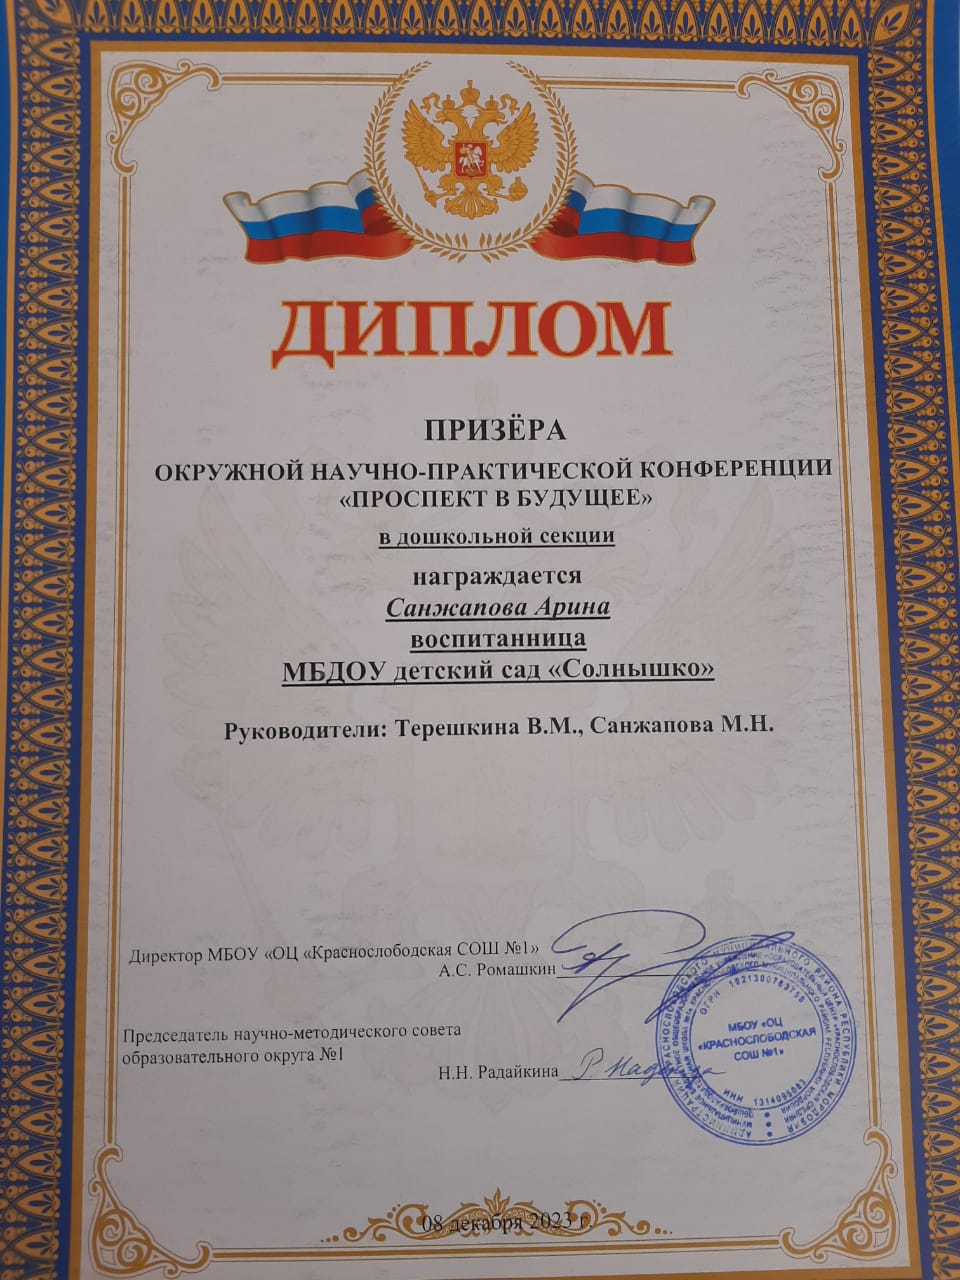 ДИПЛОМ
ПРИЗЁРА
ОКРУЖНОЙ НАУЧНО-ПРАКТИЧЕСКОЙ КОНФЕРЕНЦИИ
«ПРОСПЕКТ В БУДУЩЕЕ»
в дошкольной секции
награждается
Санжапова Арина
воспитанница
МБДОУ детский сад «Солнышко»
Руководители: Терешкина В.М., Санжапова М.Н.
Директор МБОУ «ОЦ «Краснослободская СОШ №1»
А.С. Ромашкин
Председатель научно-методического совета
образовательного округа №1
Н.Н. Радайкина
МБОУ «ОЦ
«КРАСНОСЛОБОДСКАЯ
СОШ №1»
ИНН 1314095083
08 декабря 2023 г.